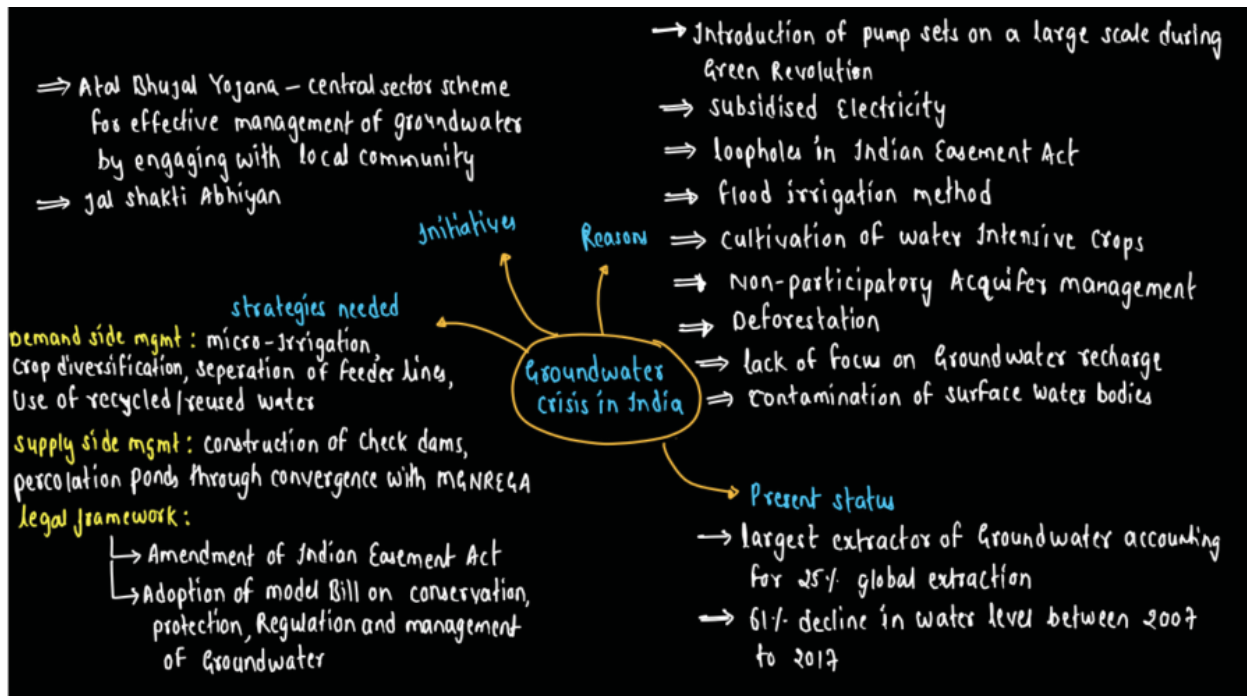 Initiatives
⇒ Atal Bhujal Yojana – central sector scheme
for effective management of groundwater
by engaging with local community
⇒ Jal Shakti Abhiyan
Reasons
→ Introduction of pump sets on a large scale during
Green Revolution
⇒ subsidised Electricity
⇒ loopholes in Indian Easement Act
⇒ flood irrigation method
⇒ cultivation of water Intensive crops
⇒ Non-participatory Acquifer management
⇒ Deforestation
⇒ lack of focus on Groundwater recharge
⇒ contamination of surface water bodies
Groundwater
crisis in India
strategies needed
Demand side mgmt: micro-Irrigation,
crop diversification, seperation of feeder lines,
Use of recycled/reused water
Supply side mgmt: construction of check dams,
percolation ponds through convergence with MGNREGA
legal framework:
→ Amendment of Indian Easement Act
→ Adoption of model Bill on conservation,
protection, Regulation and management
of Groundwater
Present status
→ largest extractor of Groundwater accounting
for 25% global extraction
→ 61% decline in water level between 2007
to 2017